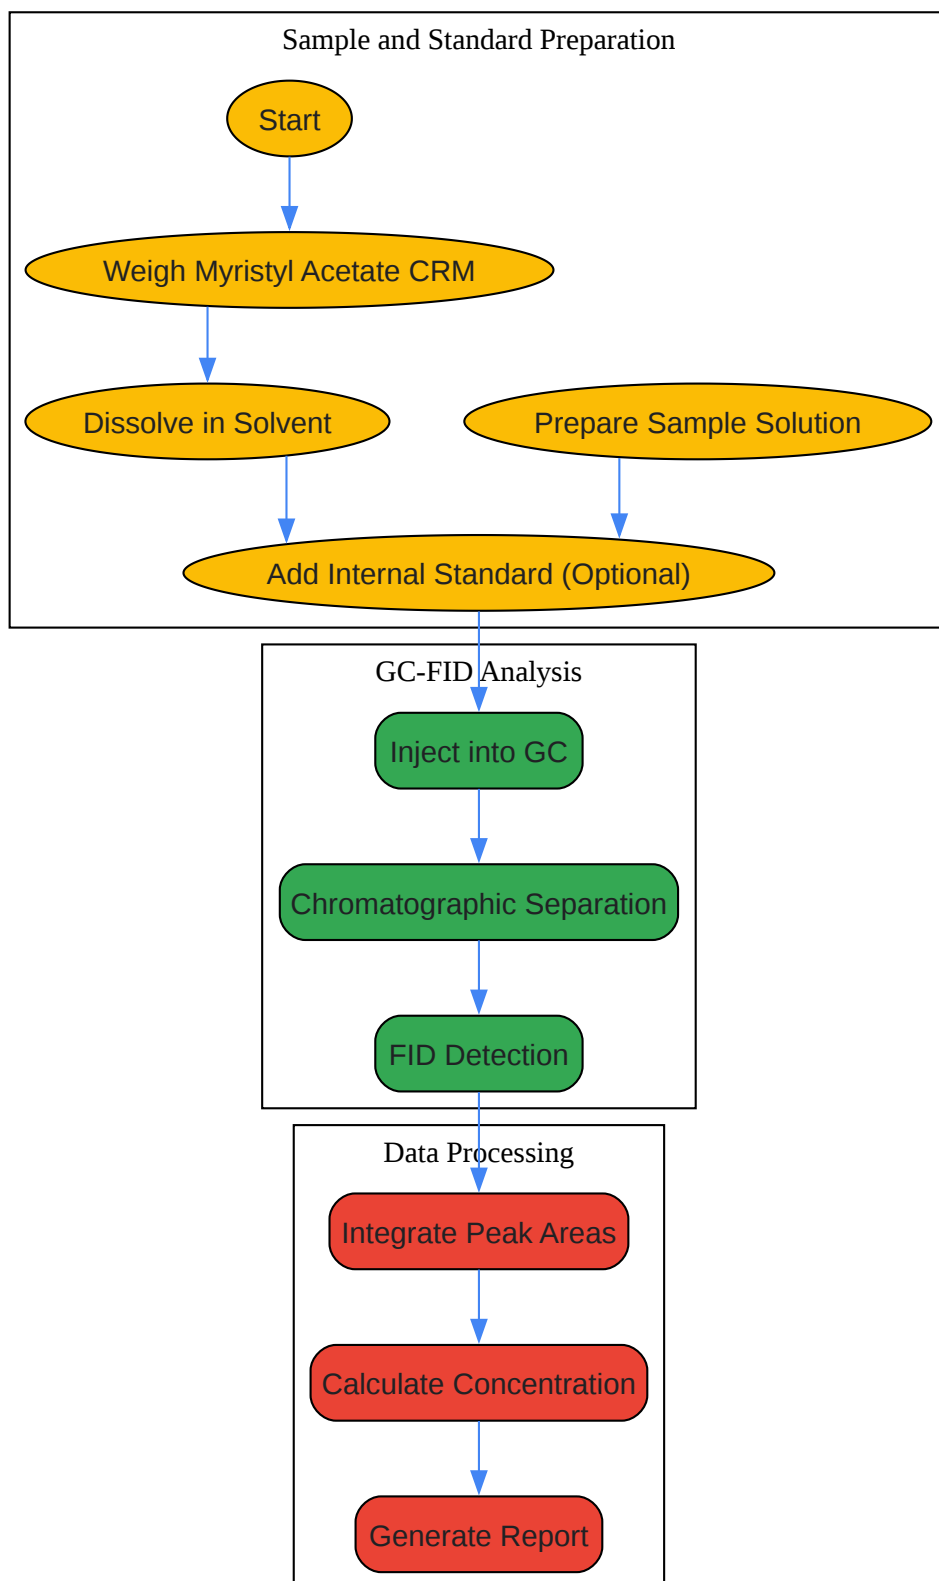 Sample and Standard Preparation
Start
Weigh Myristyl Acetate CRM
Dissolve in Solvent
Prepare Sample Solution
Add Internal Standard (Optional)
GC-FID Analysis
Inject into GC
Chromatographic Separation
FID Detection
Data Processing
Integrate Peak Areas
Calculate Concentration
Generate Report